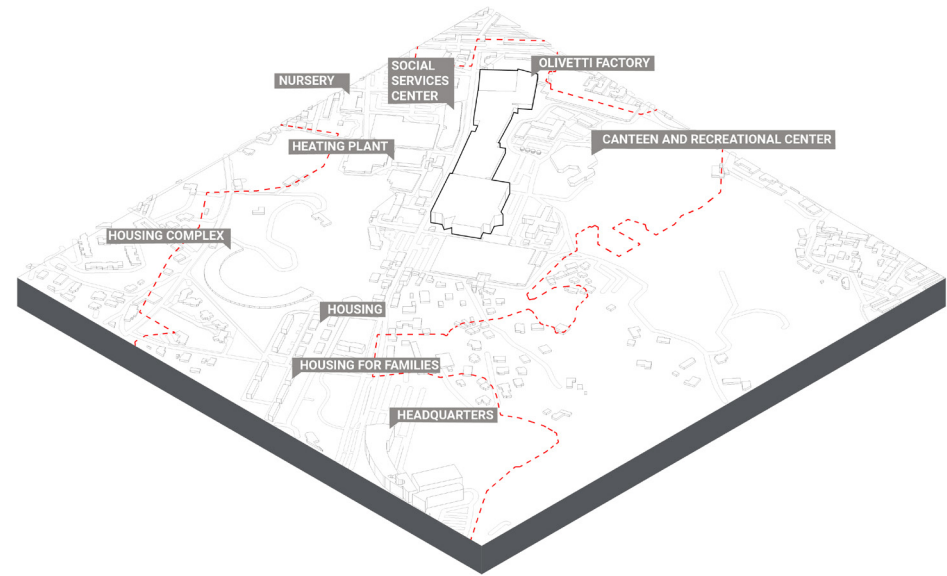 OLIVETTI FACTORY
SOCIAL
SERVICES
CENTER
NURSERY
CANTEEN AND RECREATIONAL CENTER
HEATING PLANT
HOUSING COMPLEX
HOUSING
HOUSING FOR FAMILIES
HEADQUARTERS